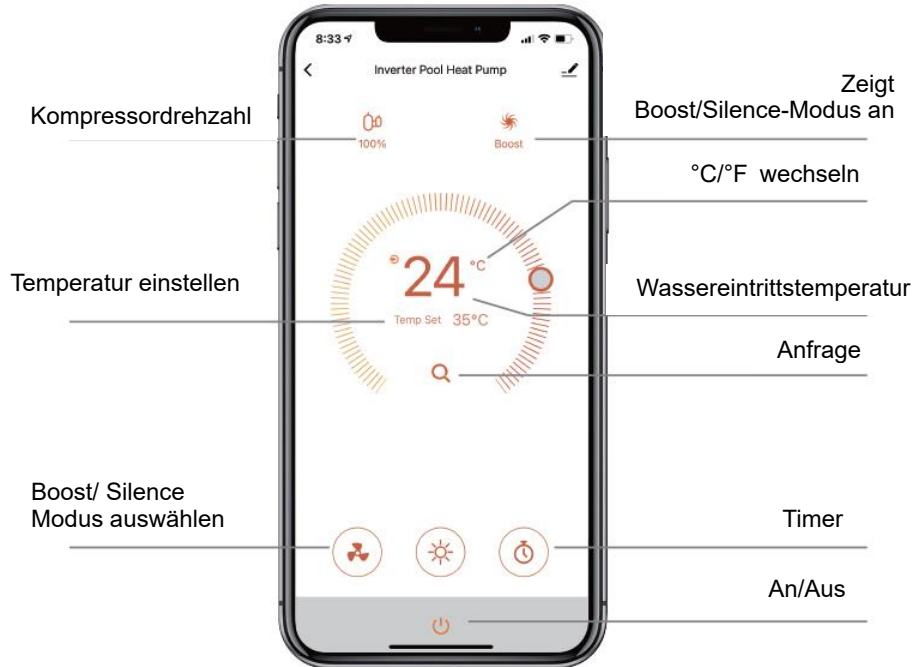 8:33
Inverter Pool Heat Pump
Zeigt
Boost/Silence-Modus an
Kompressordrehzahl
100%
Boost
°C/°F wechseln
24 °C
Temperatur einstellen
Wassereintrittstemperatur
Temp Set 35°C
Anfrage
Boost/ Silence
Modus auswählen
Timer
An/Aus